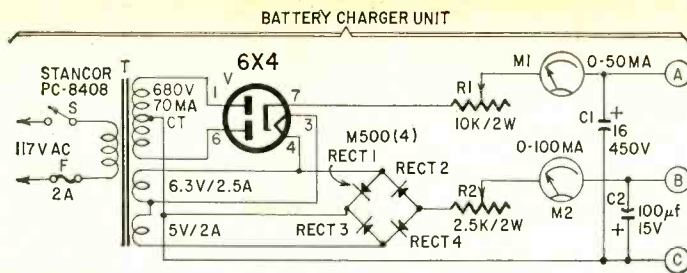 BATTERY CHARGER UNIT
STANCOR
PC-8408
T
S
117V AC
F
2A
680V
70MA
CT
6.3V/2.5A
5V/2A
6X4
V
1
6
7
3
4
M500(4)
RECT 1
RECT 2
RECT 3
RECT 4
R1
10K/2W
R2
2.5K/2W
M1
0-50MA
0-100MA
M2
C1
+
16
450V
C2
+
100µf
15V
A
B
C